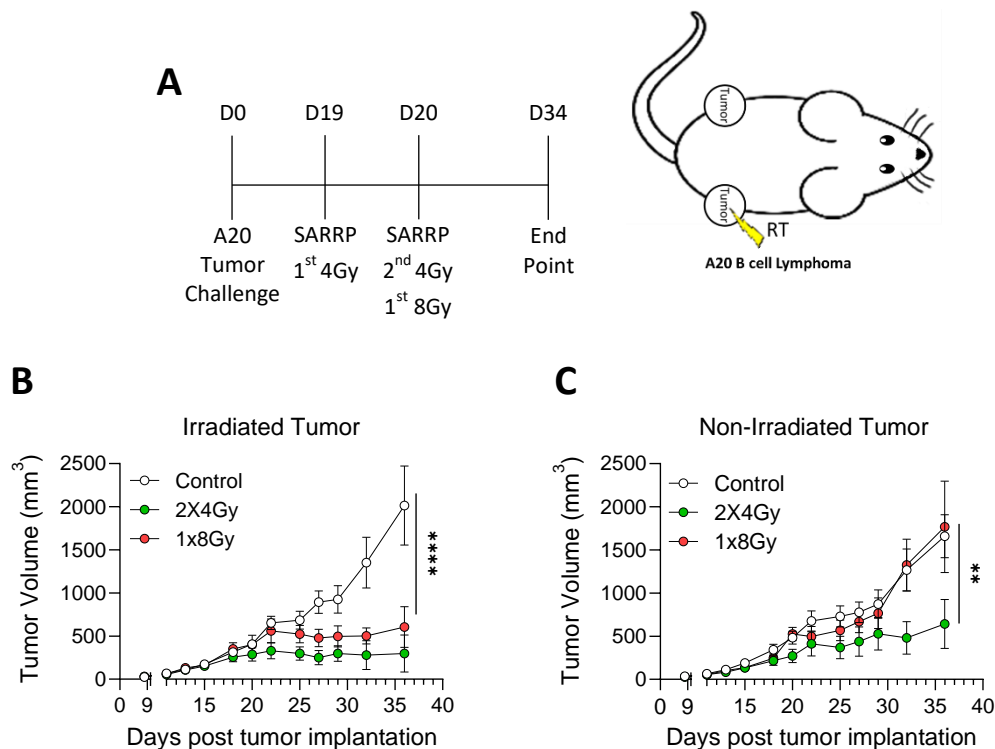 A
D0 D19 D20 D34
A20 Tumor Challenge
SARRP 1st 4Gy
SARRP 2nd 4Gy 1st 8Gy
End Point
Tumor
Tumor
RT
A20 B cell Lymphoma
B
Irradiated Tumor
Tumor Volume (mm3)
2500
2000
1500
1000
500
0
Control
2X4Gy
1x8Gy
****
0 9 15 20 25 30 35 40
Days post tumor implantation
C
Non-Irradiated Tumor
Tumor Volume (mm3)
2500
2000
1500
1000
500
0
Control
2X4Gy
1x8Gy
**
0 9 15 20 25 30 35 40
Days post tumor implantation